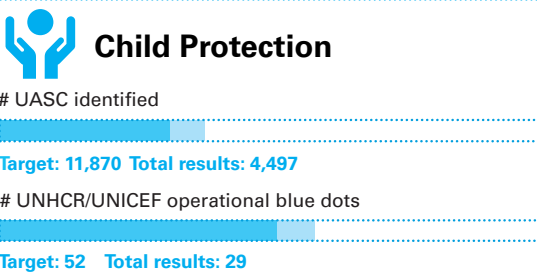 Child Protection
# UASC identified
Target: 11,870 Total results: 4,497
# UNHCR/UNICEF operational blue dots
Target: 52 Total results: 29